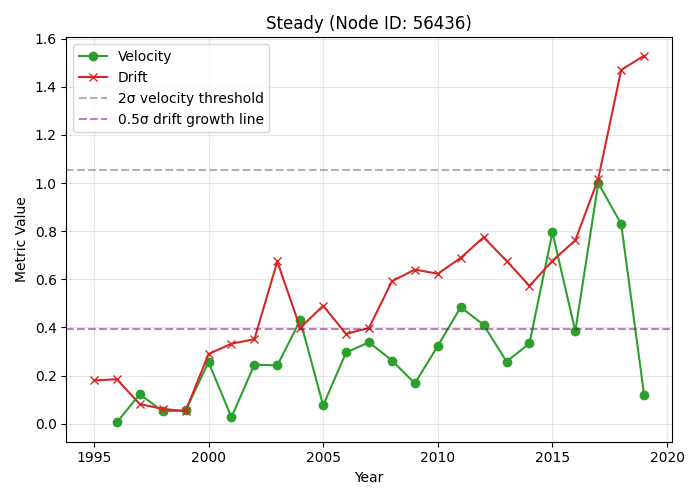 Steady (Node ID: 56436)
Velocity
Drift
2σ velocity threshold
0.5σ drift growth line
Metric Value
1.6
1.4
1.2
1.0
0.8
0.6
0.4
0.2
0.0
1995
2000
2005
2010
2015
2020
Year